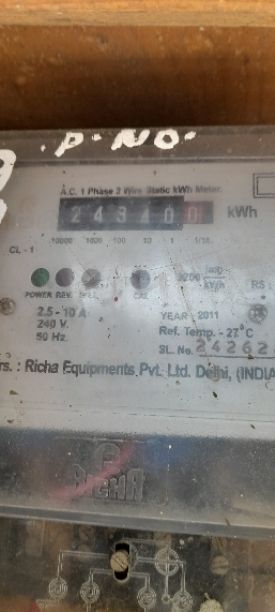 P. NO.
A.C. 1 Phase 2 Wire Static kWh Meter.
kWh
10000 1000 100 10 1 1/10
CL - 1
3200 imp/kWh
POWER REV. CAL
2.5 - 10 A
240 V.
50 Hz.
YEAR : 2011
Ref. Temp. - 27°C
SL. No. 24262
rs. : Richa Equipments Pvt. Ltd. Delhi, (INDIA
RICHA